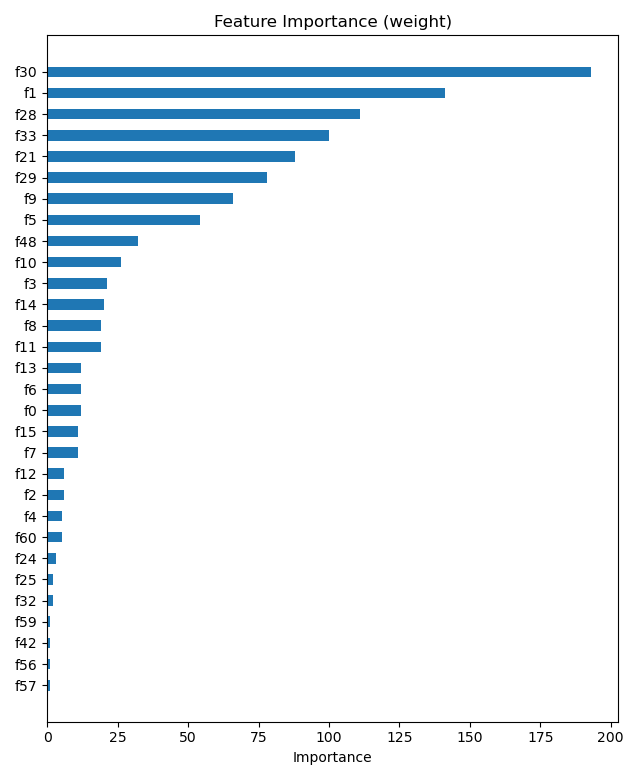 Feature Importance (weight)
f30
f1
f28
f33
f21
f29
f9
f5
f48
f10
f3
f14
f8
f11
f13
f6
f0
f15
f7
f12
f2
f4
f60
f24
f25
f32
f59
f42
f56
f57
0 25 50 75 100 125 150 175 200
Importance